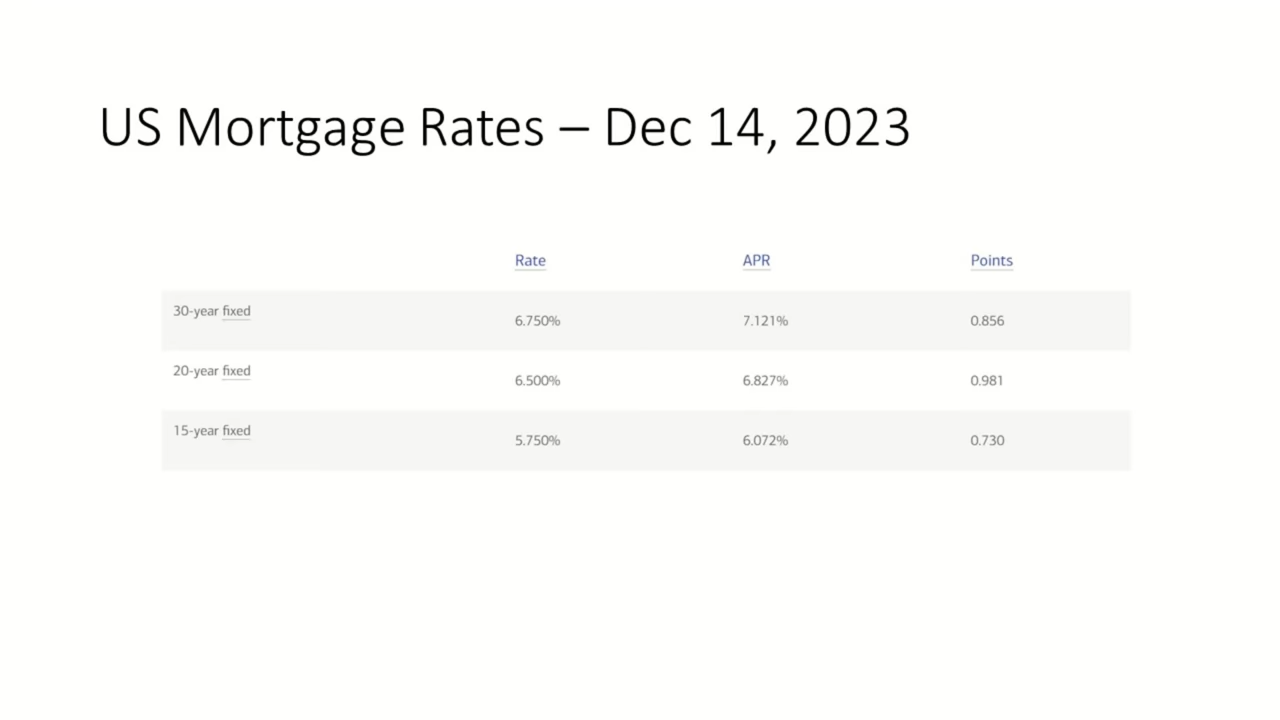 US Mortgage Rates – Dec 14, 2023
Rate APR Points
30-year fixed 6.750% 7.121% 0.856
20-year fixed 6.500% 6.827% 0.981
15-year fixed 5.750% 6.072% 0.730